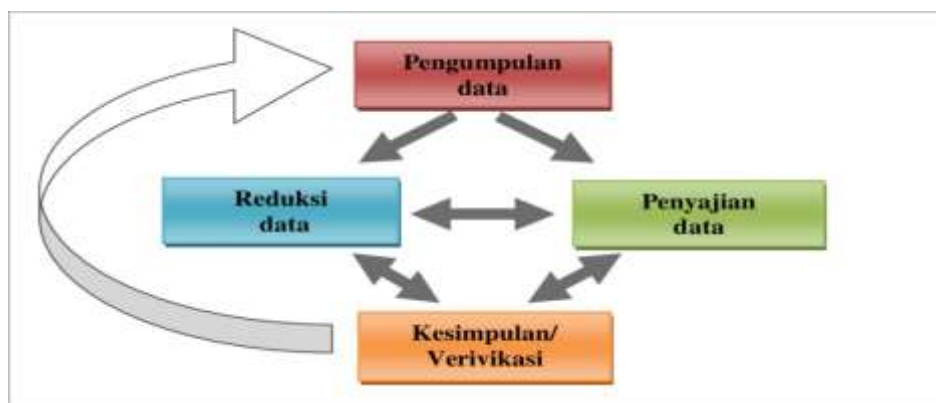 Pengumpulan
data
Reduksi
data
Penyajian
data
Kesimpulan/
Verivikasi